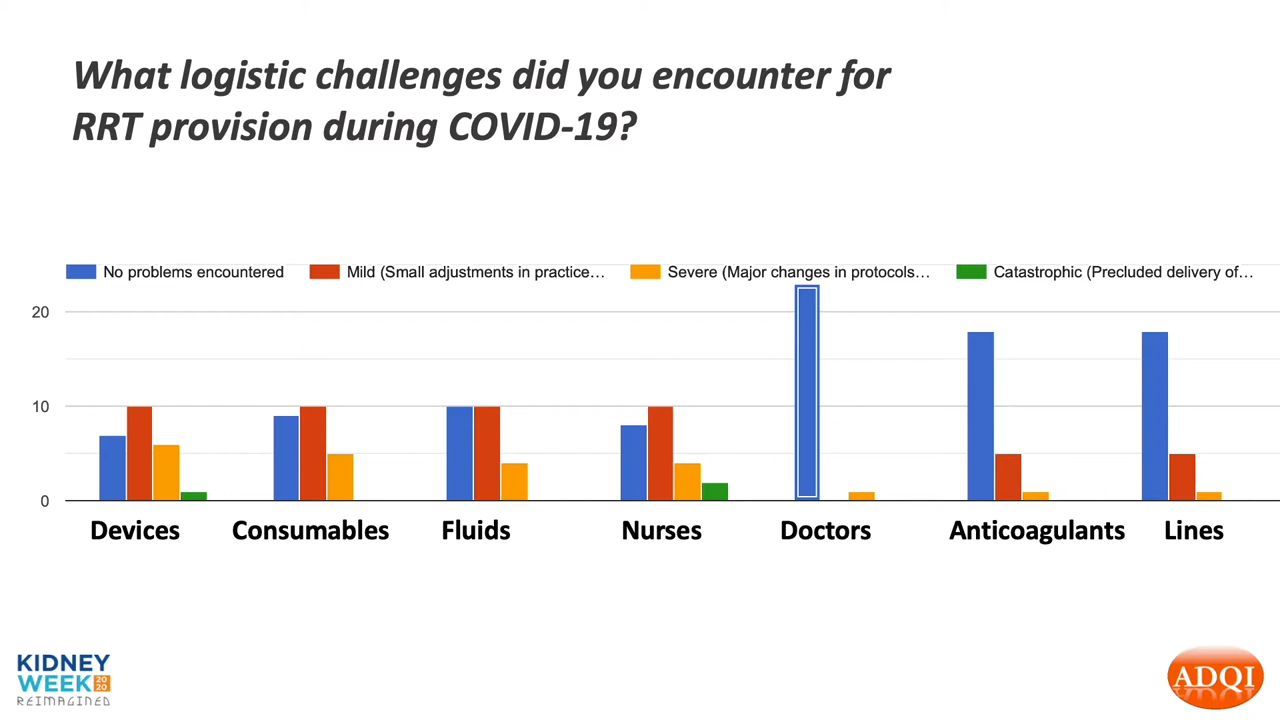 What logistic challenges did you encounter for
RRT provision during COVID-19?
No problems encountered Mild (Small adjustments in practice… Severe (Major changes in protocols… Catastrophic (Precluded delivery of…
20
10
0
Devices Consumables Fluids Nurses Doctors Anticoagulants Lines
KIDNEY
WEEK 20
20
REIMAGINED
ADQI